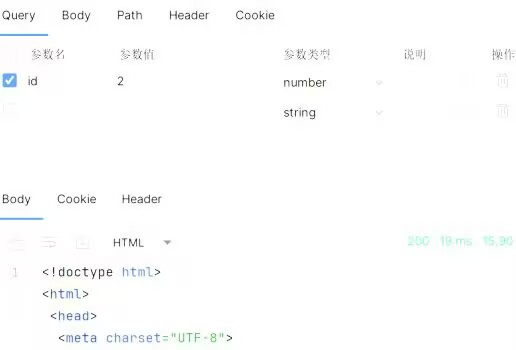 Query Body Path Header Cookie
参数名 参数值 参数类型 说明 操作
id 2 number
string
Body Cookie Header
HTML 200 19 ms 15.90
1 <!doctype html>
<html>
<head>
<meta charset="UTF-8">